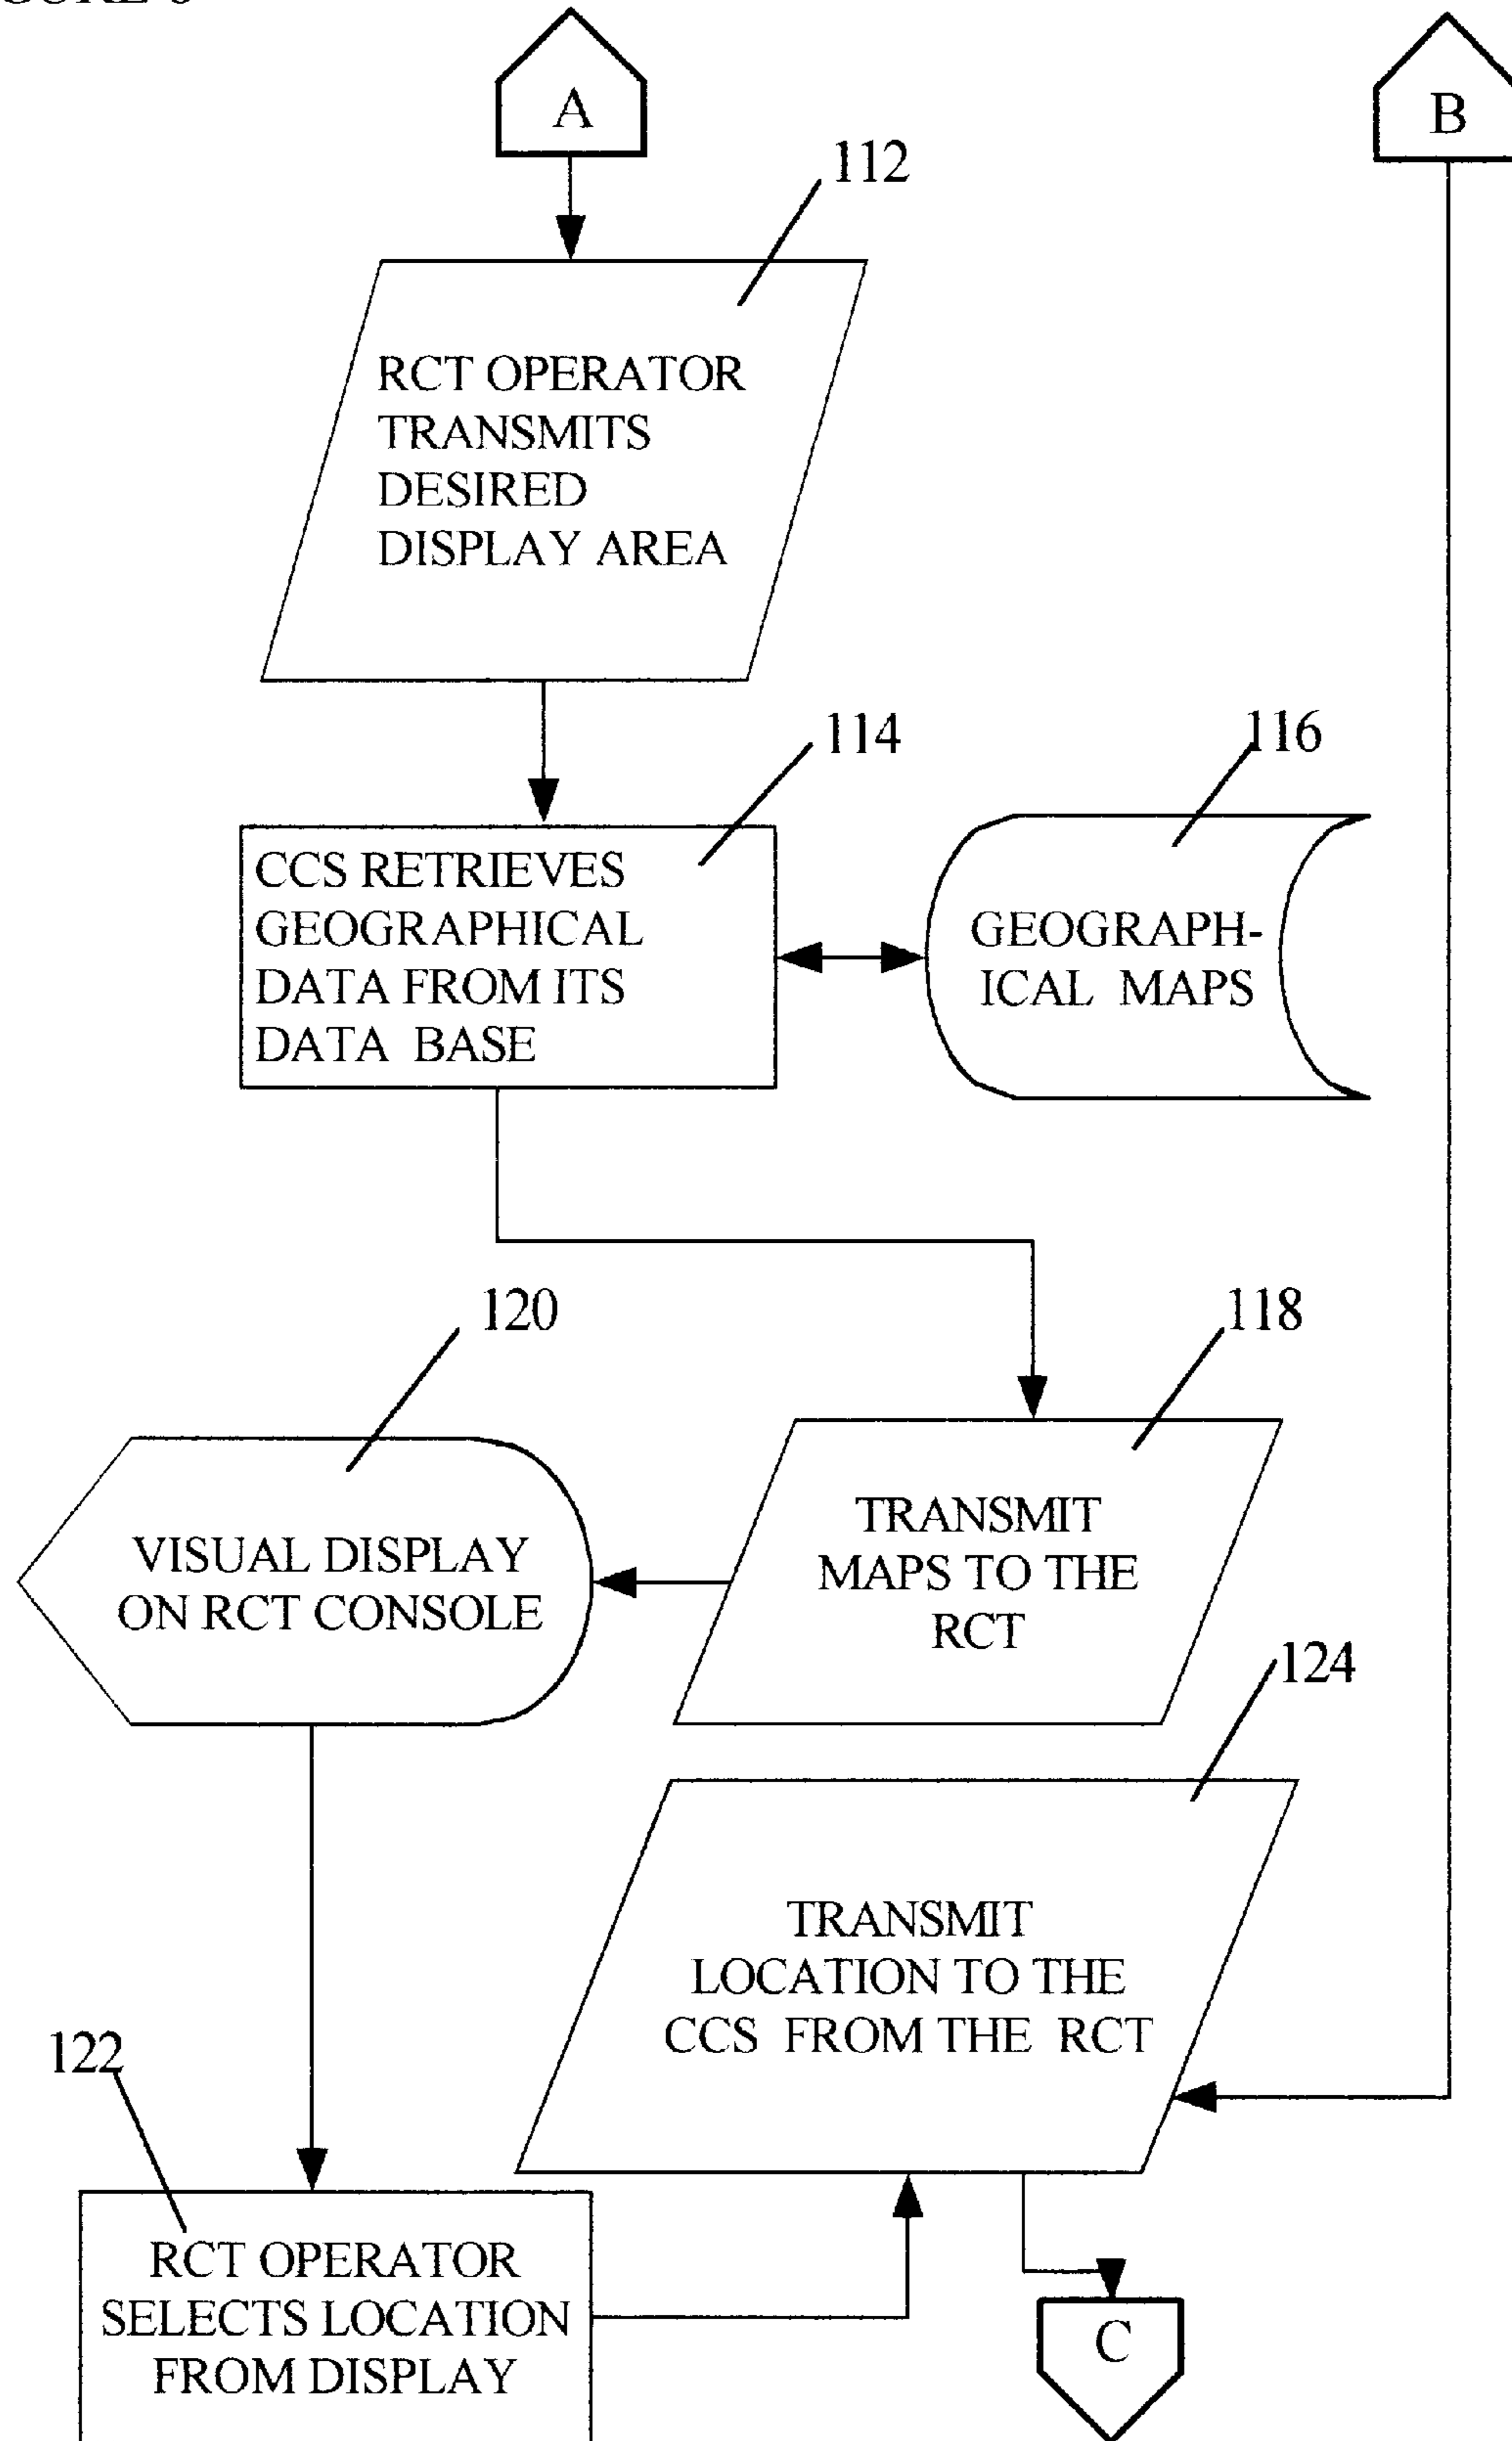 A
B
112
RCT OPERATOR
TRANSMITS
DESIRED
DISPLAY AREA
114
116
CCS RETRIEVES
GEOGRAPHICAL
DATA FROM ITS
DATA BASE
GEOGRAPH-
ICAL MAPS
120
118
VISUAL DISPLAY
ON RCT CONSOLE
TRANSMIT
MAPS TO THE
RCT
124
TRANSMIT
LOCATION TO THE
CCS FROM THE RCT
122
RCT OPERATOR
SELECTS LOCATION
FROM DISPLAY
C